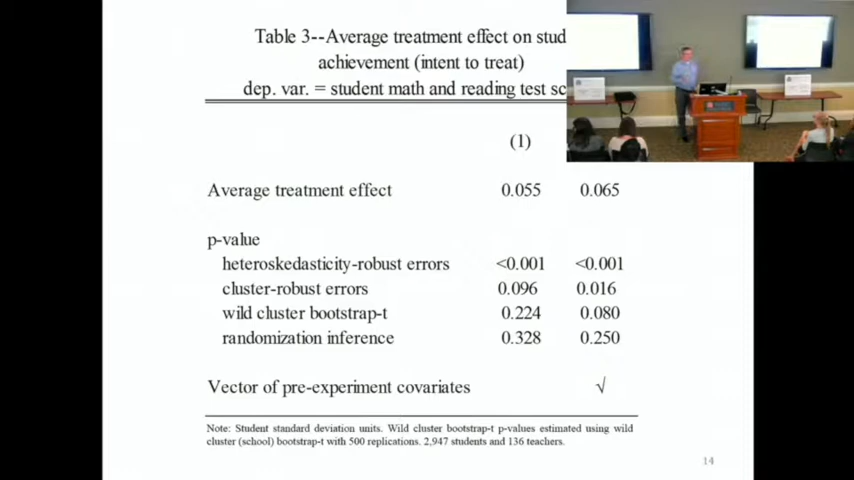 Table 3--Average treatment effect on stud
achievement (intent to treat)
dep. var. = student math and reading test sc
(1)
Average treatment effect 0.055 0.065
p-value
heteroskedasticity-robust errors <0.001 <0.001
cluster-robust errors 0.096 0.016
wild cluster bootstrap-t 0.224 0.080
randomization inference 0.328 0.250
Vector of pre-experiment covariates √
Note: Student standard deviation units. Wild cluster bootstrap-t p-values estimated using wild
cluster (school) bootstrap-t with 500 replications. 2,947 students and 136 teachers.
14